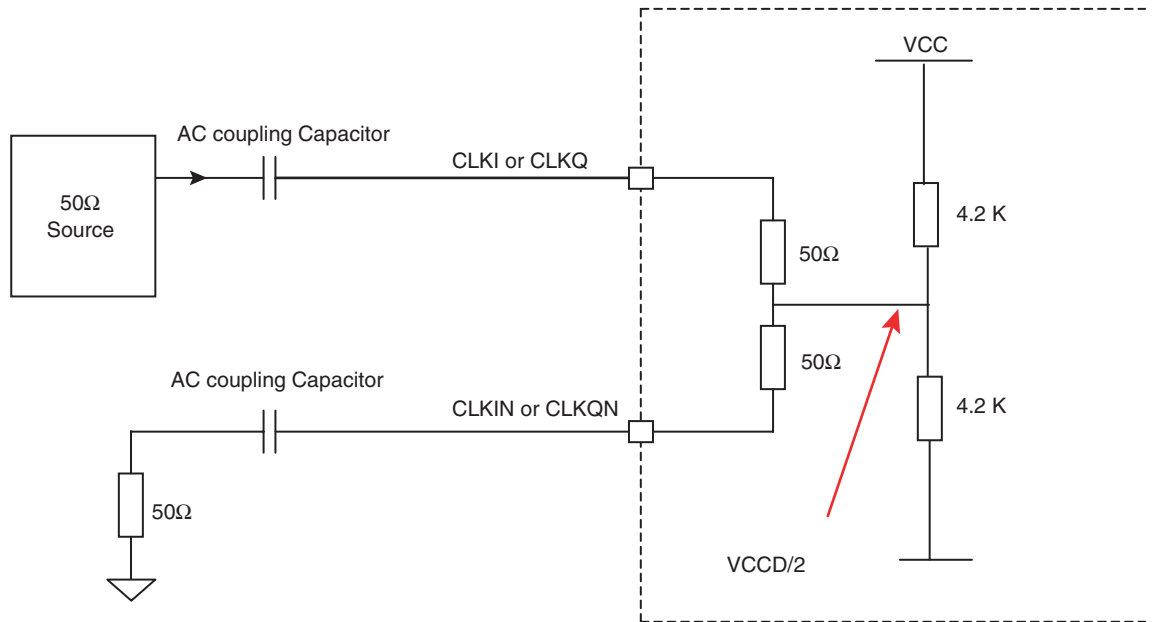 VCC
AC coupling Capacitor
CLKI or CLKQ
50Ω
Source
4.2 K
50Ω
50Ω
AC coupling Capacitor
CLKIN or CLKQN
4.2 K
50Ω
VCCD/2